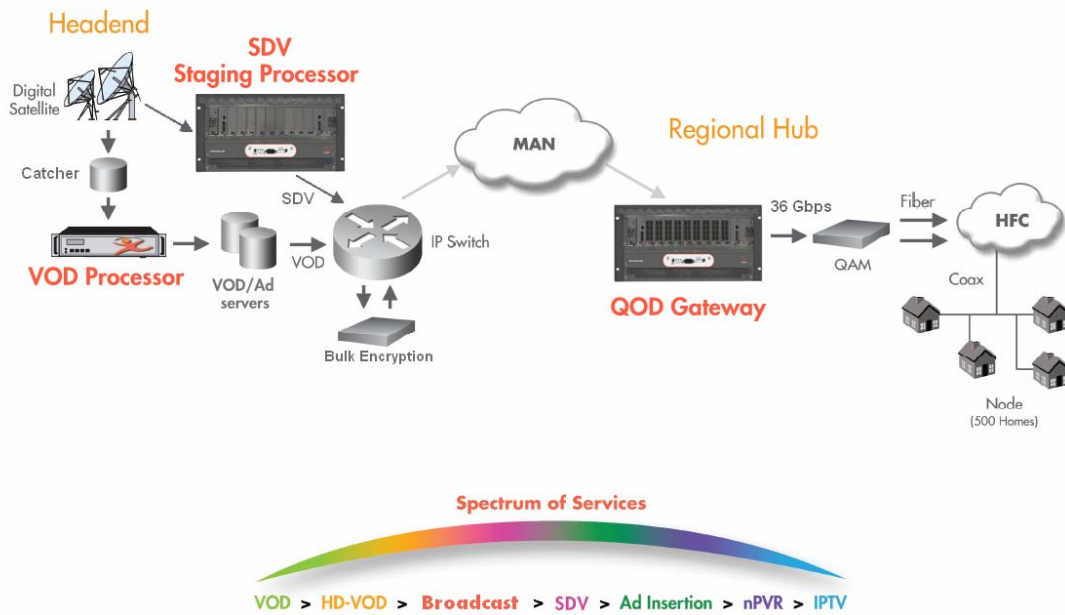 Headend
Digital
Satellite
SDV
Staging Processor
Catcher
SDV
VOD Processor
VOD/Ad
servers
VOD
IP Switch
Bulk Encryption
MAN
Regional Hub
QOD Gateway
36 Gbps
QAM
Fiber
HFC
Coax
Node
(500 Homes)
Spectrum of Services
VOD > HD-VOD > Broadcast > SDV > Ad Insertion > nPVR > IPTV